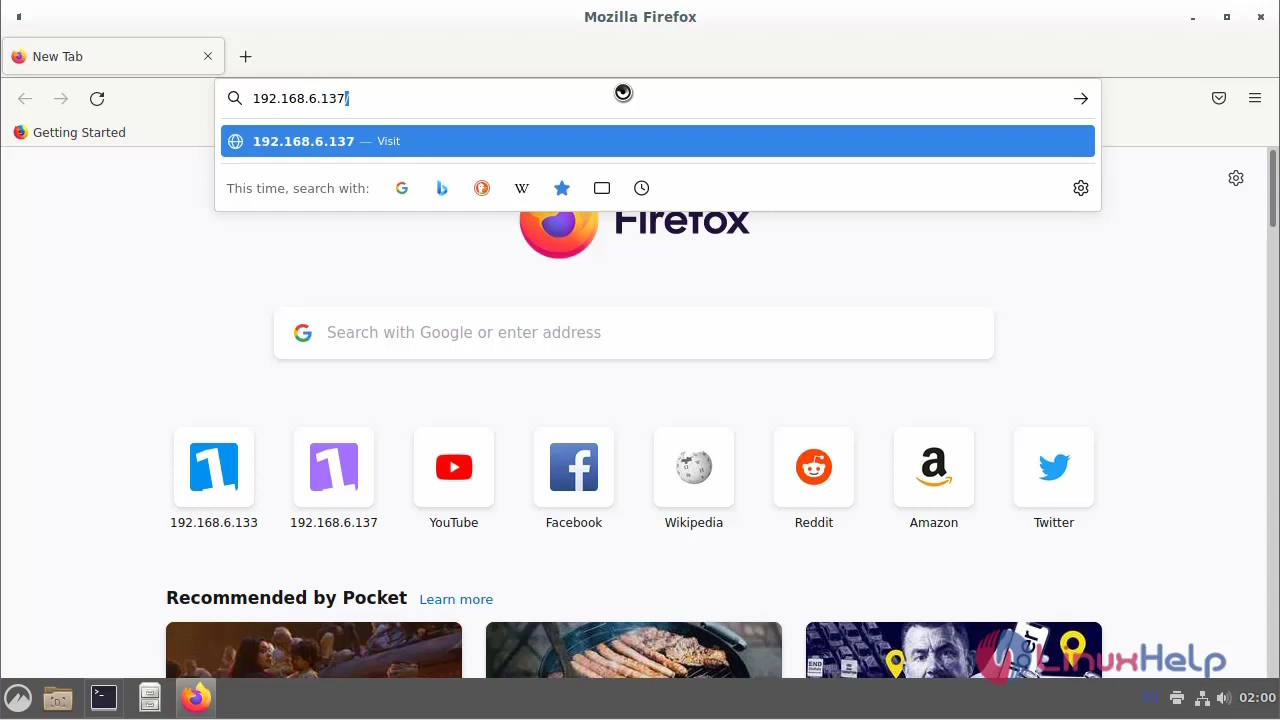 Mozilla Firefox
New Tab
192.168.6.137/
Getting Started
192.168.6.137 — Visit
This time, search with:
Firefox
Search with Google or enter address
192.168.6.133
192.168.6.137
YouTube
Facebook
Wikipedia
Reddit
Amazon
Twitter
Recommended by Pocket Learn more
LinuxHelp
02:00